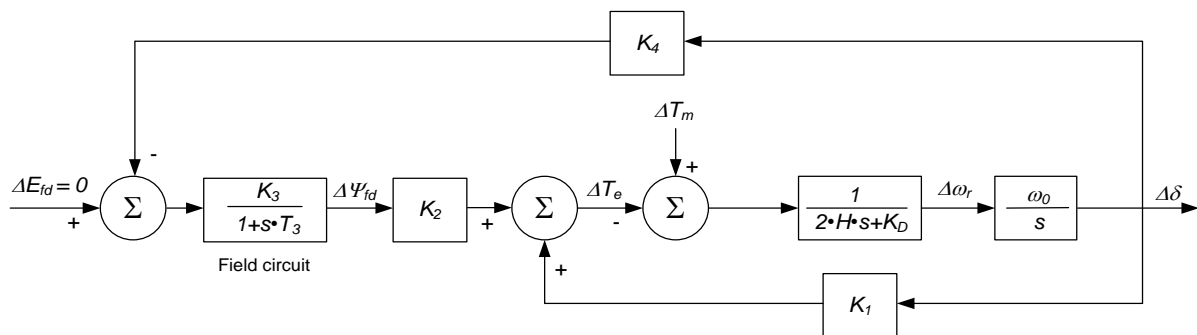 K4
ΔTm
-
+
ΔEfd = 0
+
Σ
K3
1+s•T3
Field circuit
ΔΨfd
K2
+
Σ
ΔTe
-
Σ
1
2•H•s+KD
Δωr
ω0
s
Δδ
+
K1